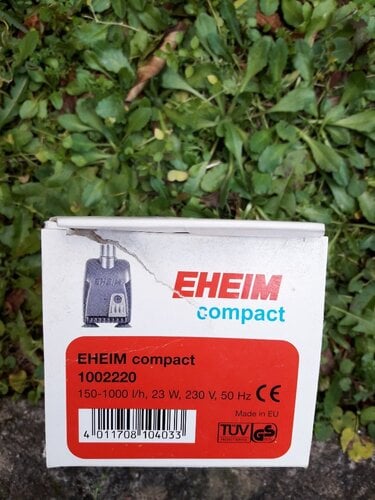 EHEIM
compact
EHEIM compact
1002220
150-1000 l/h, 23 W, 230 V, 50 Hz CE
Made in EU
4 011708 104033
TÜV GS